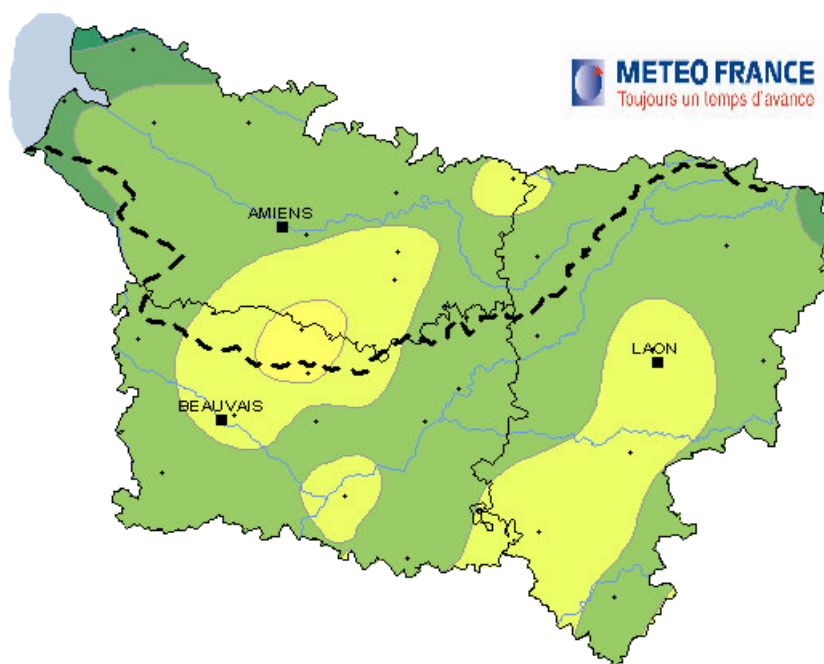 METEO FRANCE
Toujours un temps d'avance
AMIENS
LAON
BEAUVAIS